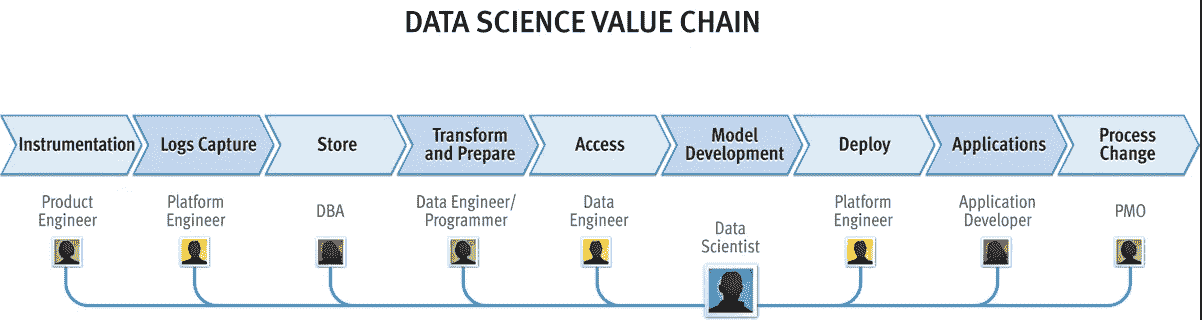 DATA SCIENCE VALUE CHAIN
Instrumentation
Logs Capture
Store
Transform
and Prepare
Access
Model
Development
Deploy
Applications
Process
Change
Product
Engineer
Platform
Engineer
DBA
Data Engineer/
Programmer
Data
Engineer
Data
Scientist
Platform
Engineer
Application
Developer
PMO